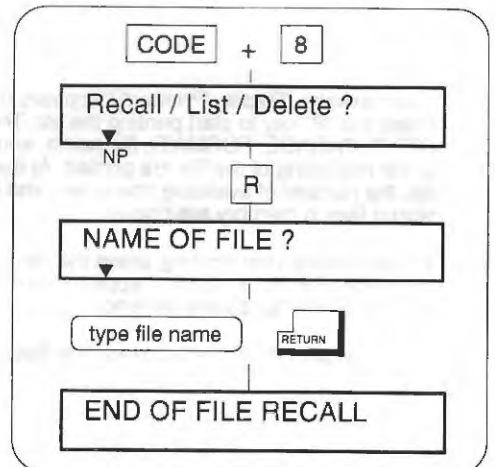 CODE + 8
Recall / List / Delete ?
NP
R
NAME OF FILE ?
type file name RETURN
END OF FILE RECALL